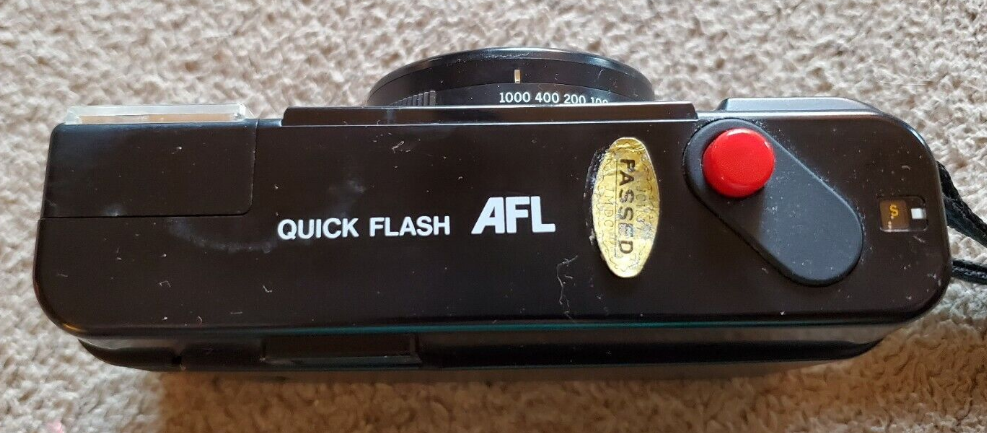 1000 400 200 100
QUICK FLASH AFL
PASSED
S